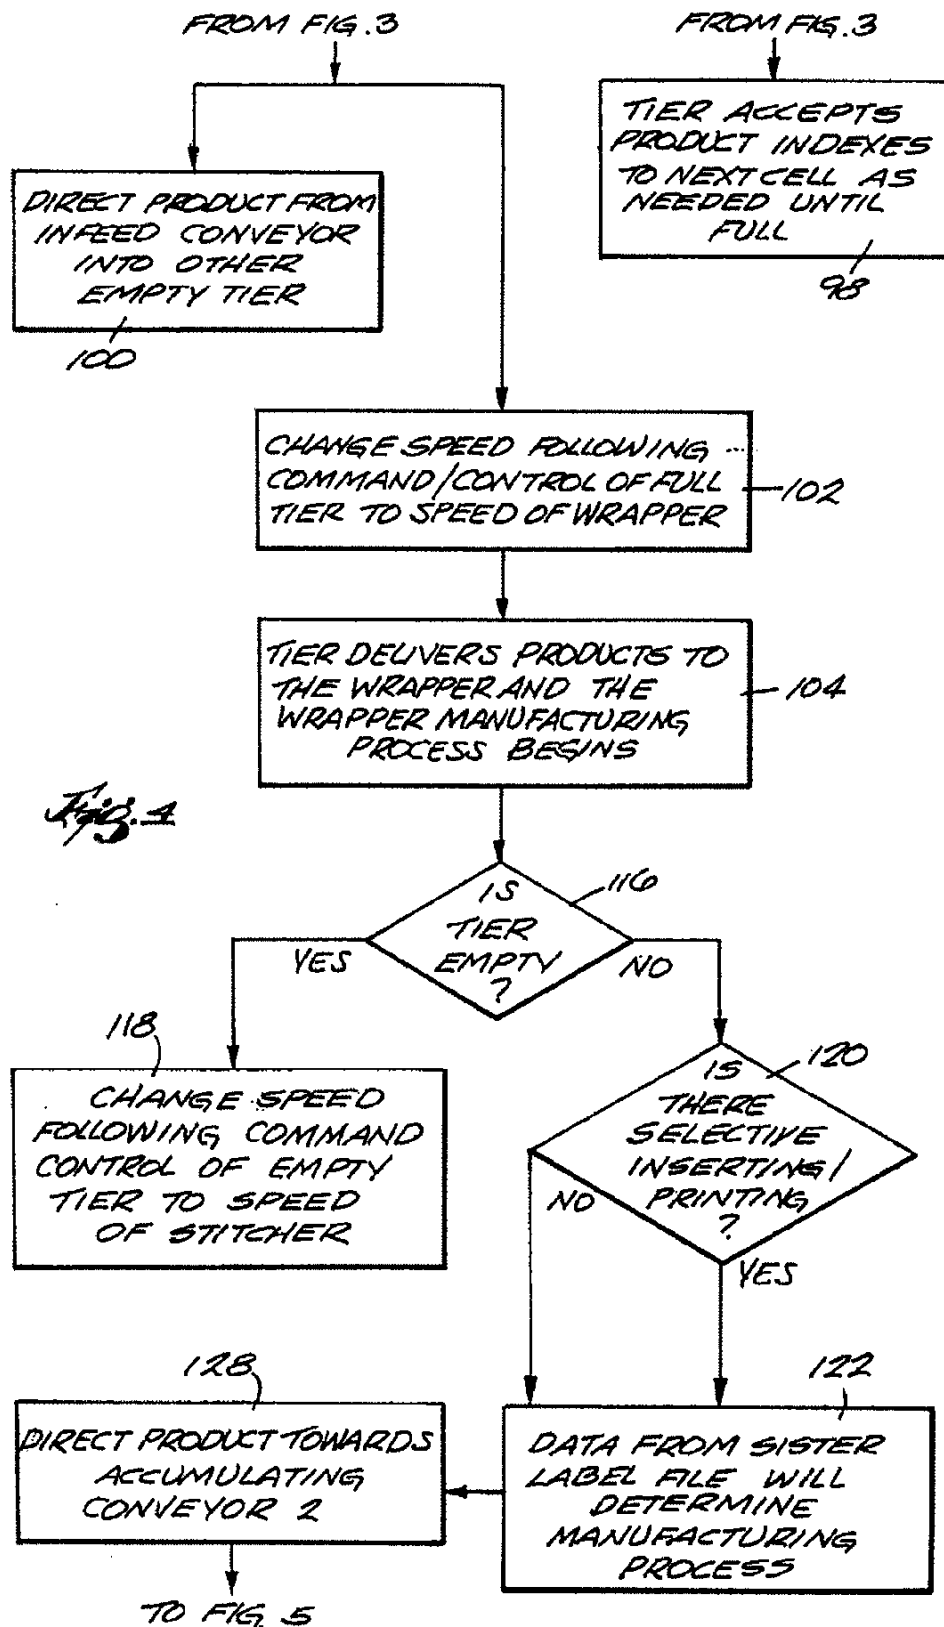 FROM FIG. 3
FROM FIG. 3
TIER ACCEPTS
PRODUCT INDEXES
TO NEXT CELL AS
NEEDED UNTIL
FULL
98
DIRECT PRODUCT FROM
INFEED CONVEYOR
INTO OTHER
EMPTY TIER
100
CHANGE SPEED FOLLOWING
COMMAND/CONTROL OF FULL
TIER TO SPEED OF WRAPPER
102
TIER DELIVERS PRODUCTS TO
THE WRAPPER AND THE
WRAPPER MANUFACTURING
PROCESS BEGINS
104
Fig. 4
IS
TIER
EMPTY
?
116
YES
NO
118
CHANGE SPEED
FOLLOWING COMMAND
CONTROL OF EMPTY
TIER TO SPEED
OF STITCHER
IS
THERE
SELECTIVE
INSERTING/
PRINTING
?
120
NO
YES
128
DIRECT PRODUCT TOWARDS
ACCUMULATING
CONVEYOR 2
122
DATA FROM SISTER
LABEL FILE WILL
DETERMINE
MANUFACTURING
PROCESS
TO FIG. 5